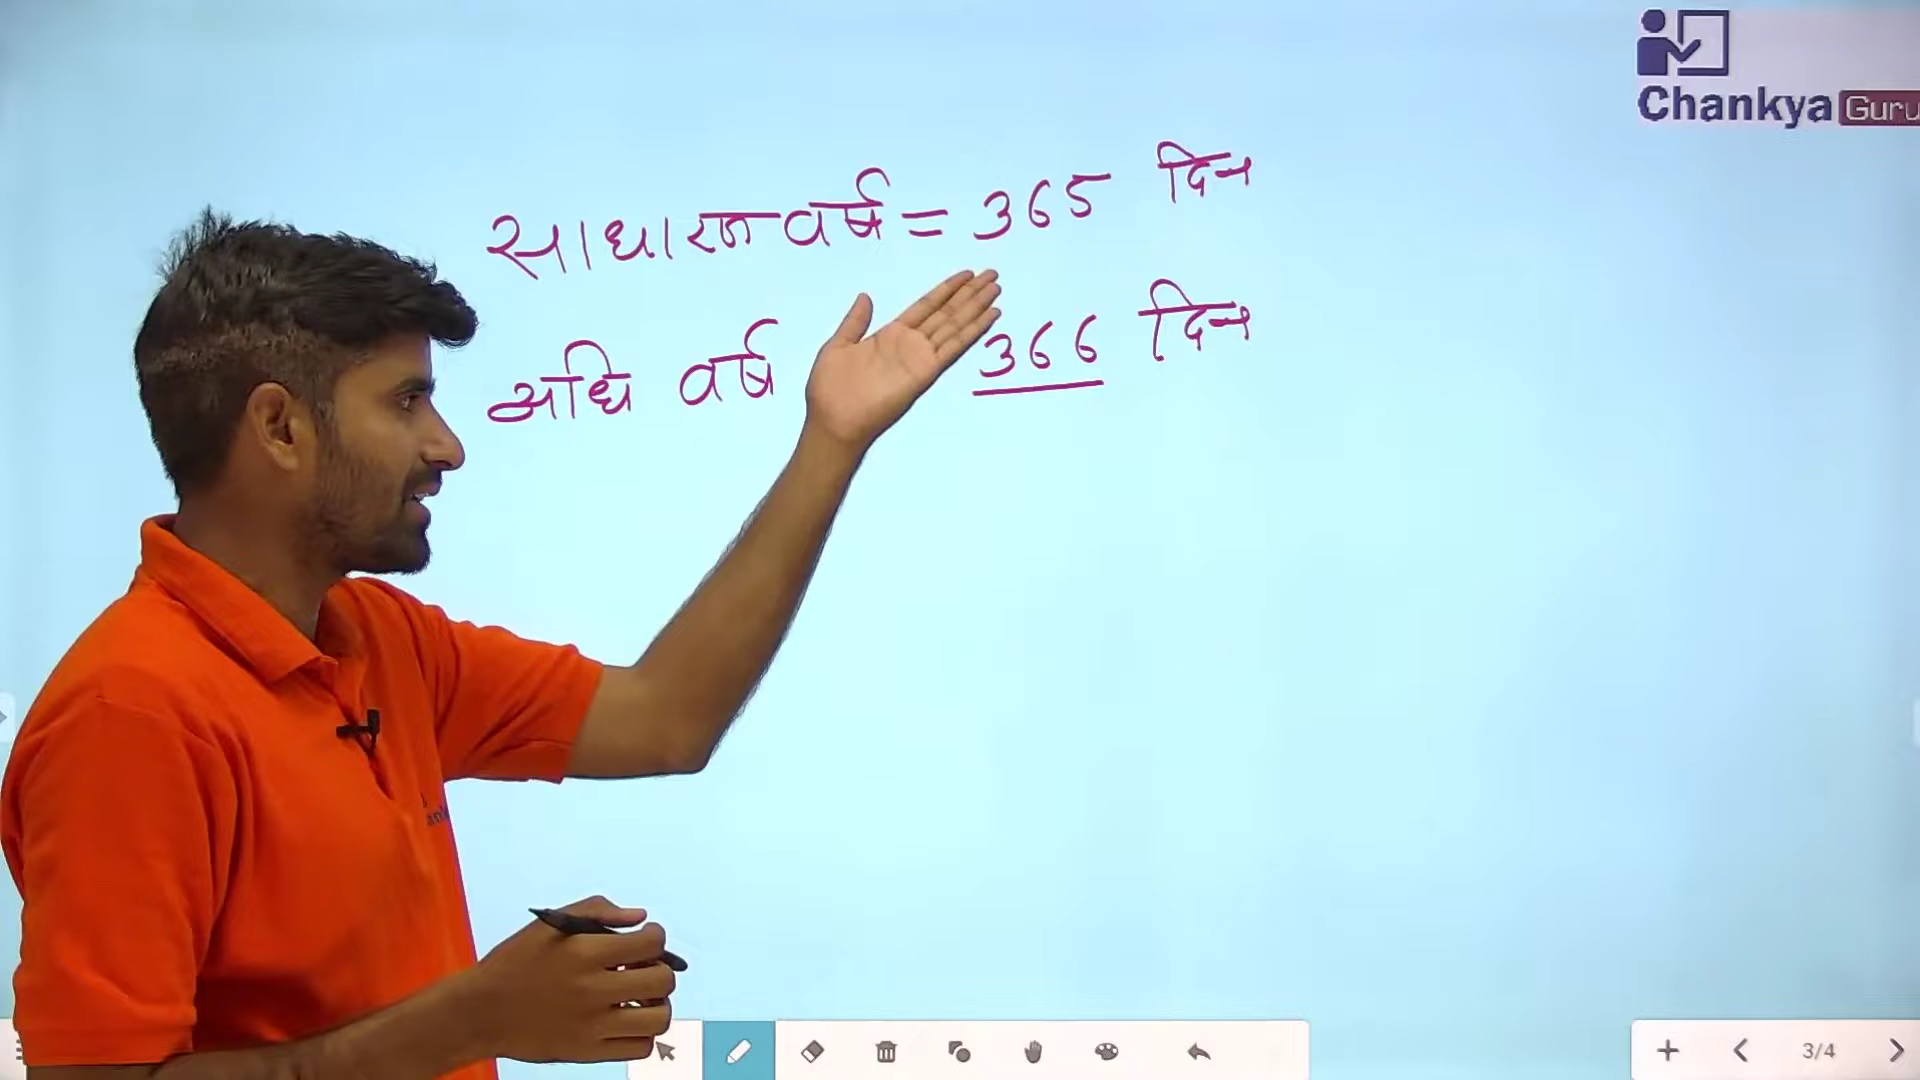 Chankya Guru
साधारण वर्ष = 365 दिन
अधि वर्ष 366 दिन
3/4